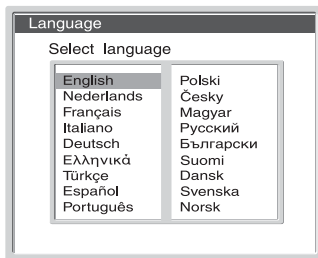 Language
Select language
English
Nederlands
Français
Italiano
Deutsch
Ελληνικά
Türkçe
Español
Português
Polski
Česky
Magyar
Русский
Български
Suomi
Dansk
Svenska
Norsk